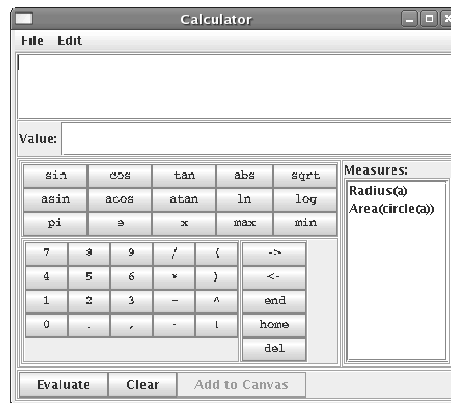 Calculator
File Edit
Value:
sin cos tan abs sqrt
asin acos atan ln log
pi e x max min
Measures:
Radius(a)
Area(circle(a))
7 8 9 / ( ->
4 5 6 * ) <-
1 2 3 - ^ end
0 . , - ! home
del
Evaluate Clear Add to Canvas